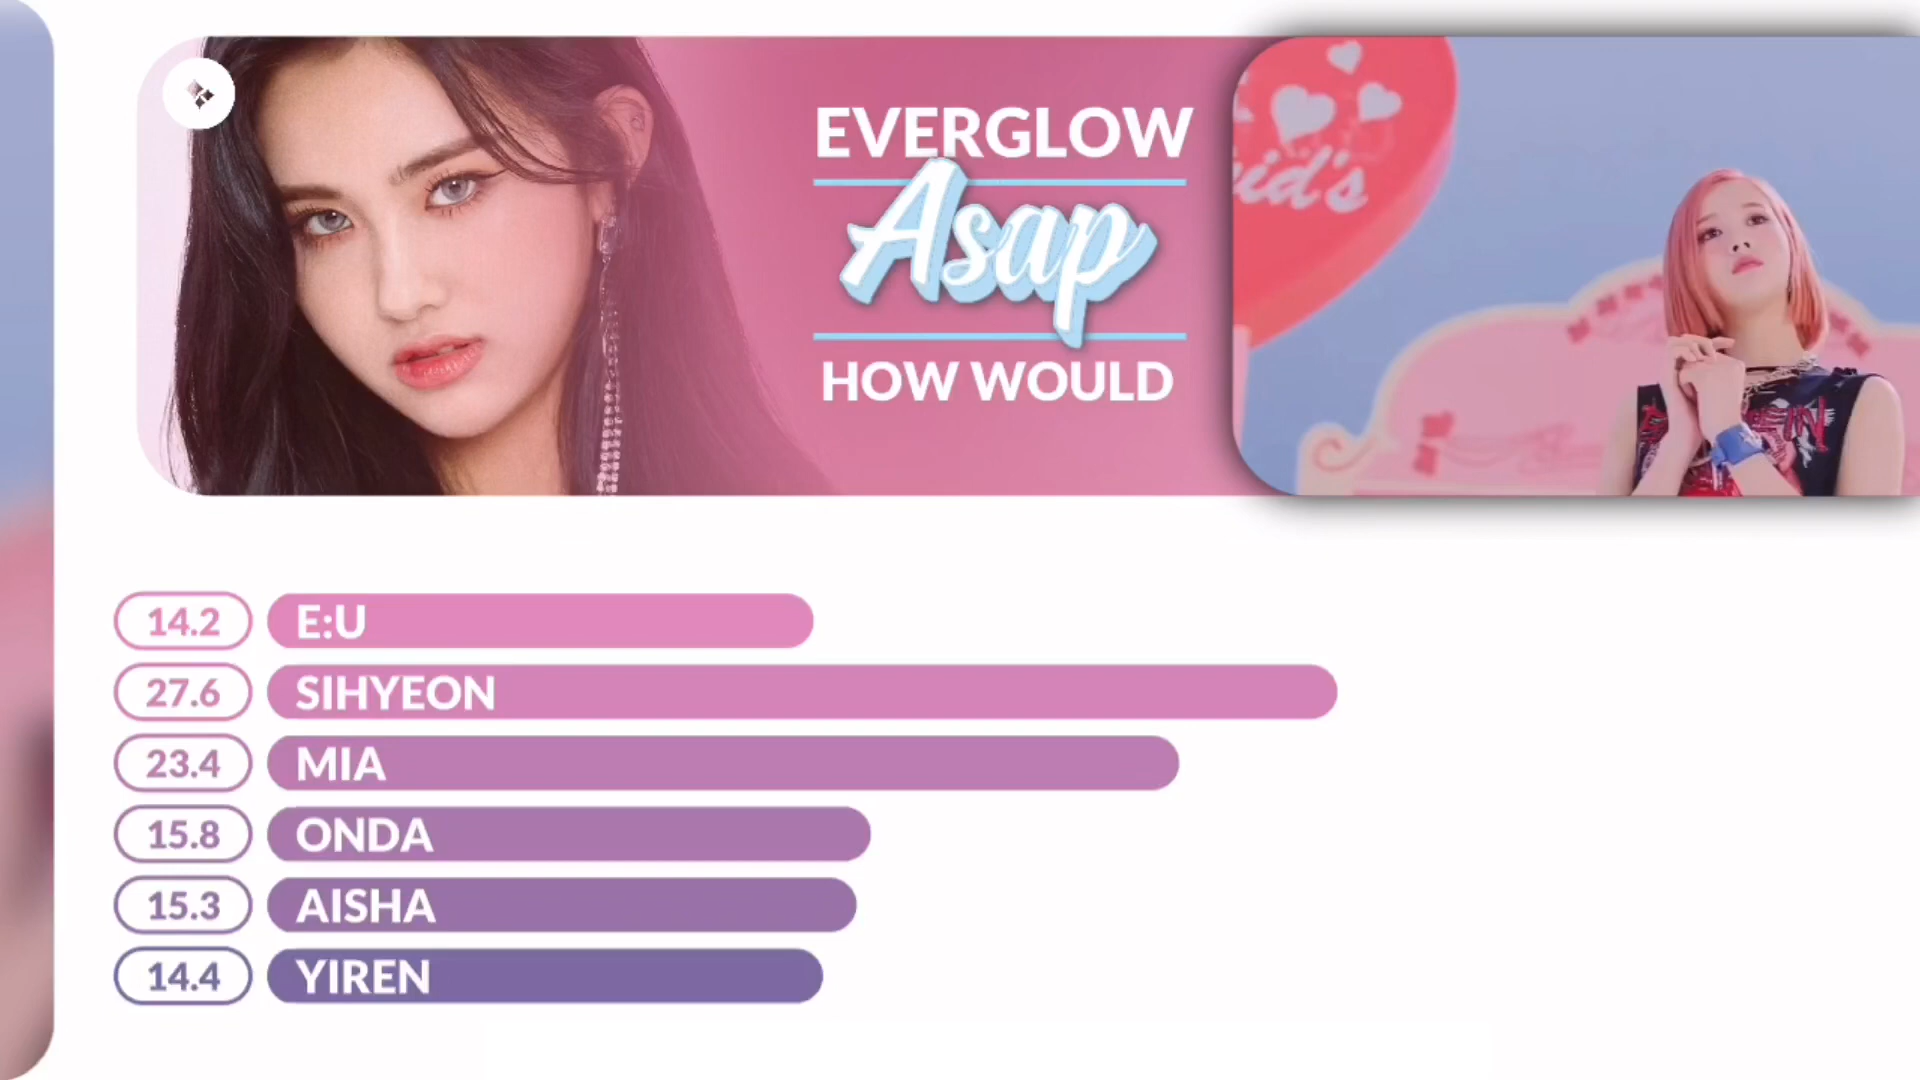 EVERGLOW
Asap
HOW WOULD
id's
14.2 E:U
27.6 SIHYEON
23.4 MIA
15.8 ONDA
15.3 AISHA
14.4 YIREN